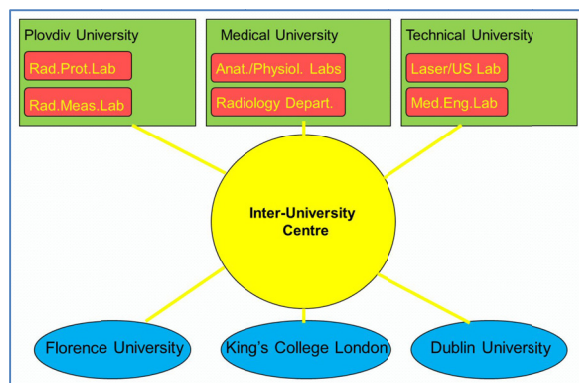 Plovdiv University
Medical University
Technical University
Rad.Prot.Lab
Anat./Physiol. Labs
Laser/US Lab
Rad.Meas.Lab
Radiology Depart.
Med.Eng.Lab
Inter-University
Centre
Florence University
King's College London
Dublin University